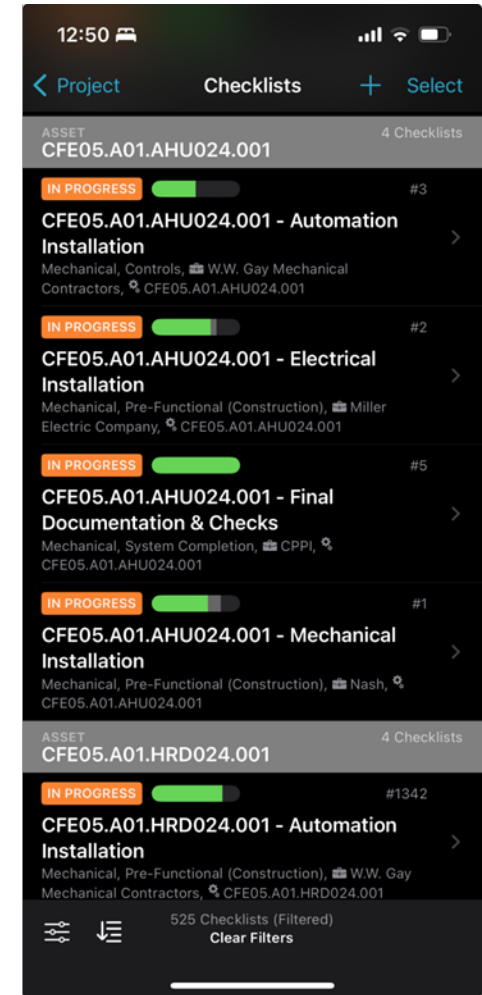 12:50
Project Checklists + Select
ASSET 4 Checklists
CFE05.A01.AHU024.001
IN PROGRESS #3
CFE05.A01.AHU024.001 - Automation
Installation
Mechanical, Controls, W.W. Gay Mechanical
Contractors, CFE05.A01.AHU024.001
IN PROGRESS #2
CFE05.A01.AHU024.001 - Electrical
Installation
Mechanical, Pre-Functional (Construction), Miller
Electric Company, CFE05.A01.AHU024.001
IN PROGRESS #5
CFE05.A01.AHU024.001 - Final
Documentation & Checks
Mechanical, System Completion, CPPI,
CFE05.A01.AHU024.001
IN PROGRESS #1
CFE05.A01.AHU024.001 - Mechanical
Installation
Mechanical, Pre-Functional (Construction), Nash,
CFE05.A01.AHU024.001
ASSET 4 Checklists
CFE05.A01.HRD024.001
IN PROGRESS #1342
CFE05.A01.HRD024.001 - Automation
Installation
Mechanical, Pre-Functional (Construction), W.W. Gay
Mechanical Contractors, CFE05.A01.HRD024.001
525 Checklists (Filtered)
Clear Filters